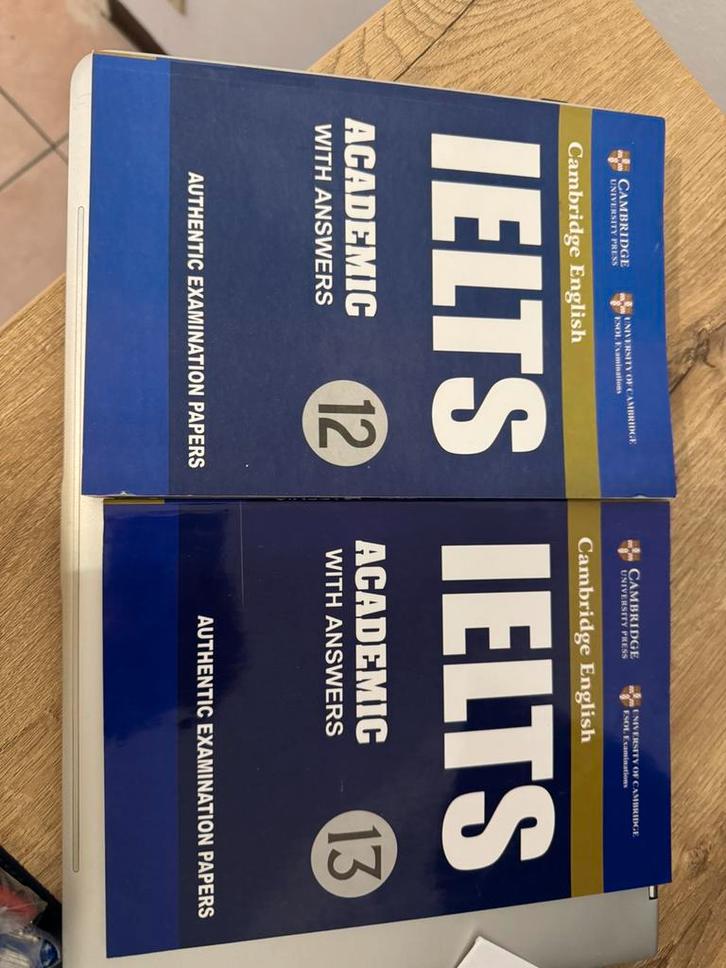 CAMBRIDGE
UNIVERSITY PRESS
UNIVERSITY OF CAMBRIDGE
ESOL Examinations
Cambridge English
IELTS
12
ACADEMIC
WITH ANSWERS
AUTHENTIC EXAMINATION PAPERS
CAMBRIDGE
UNIVERSITY PRESS
UNIVERSITY OF CAMBRIDGE
ESOL Examinations
Cambridge English
IELTS
13
ACADEMIC
WITH ANSWERS
AUTHENTIC EXAMINATION PAPERS